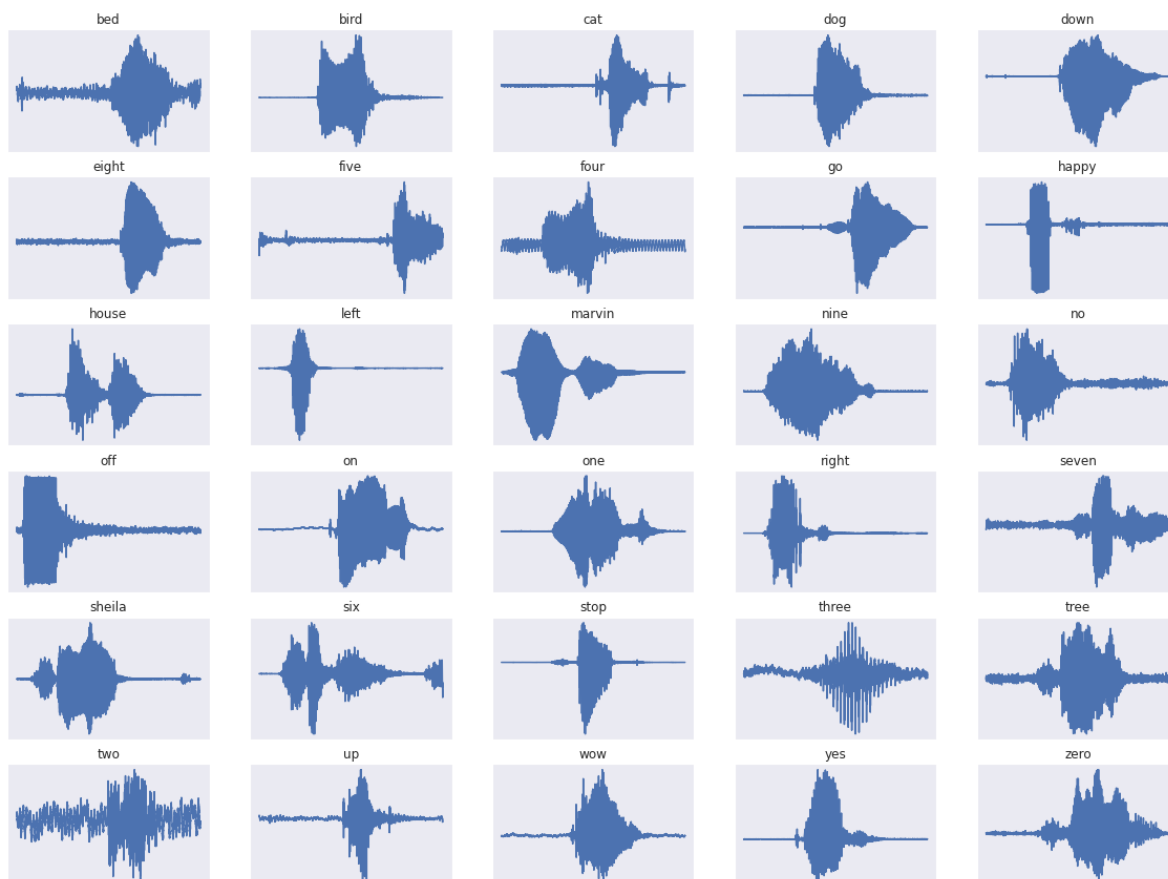 bed bird cat dog down
eight five four go happy
house left marvin nine no
off on one right seven
sheila six stop three tree
two up wow yes zero